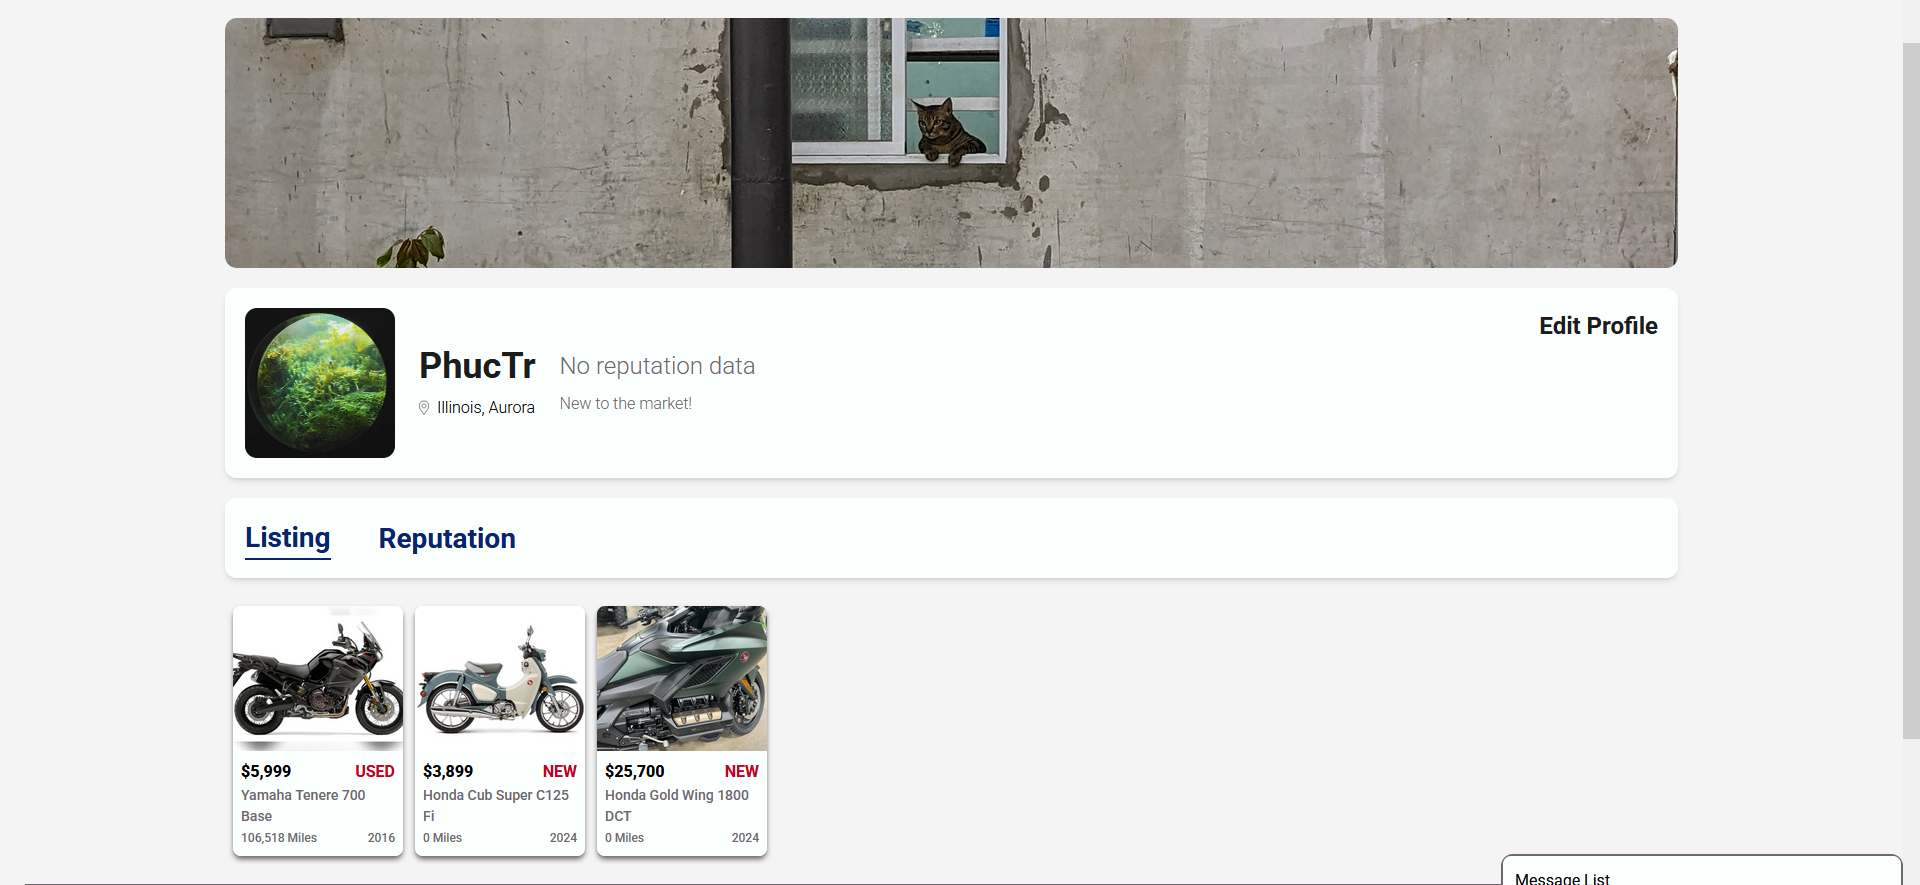 Edit Profile
PhucTr
No reputation data
Illinois, Aurora
New to the market!
Listing
Reputation
$5,999
USED
Yamaha Tenere 700
Base
106,518 Miles
2016
$3,899
NEW
Honda Cub Super C125
Fi
0 Miles
2024
$25,700
NEW
Honda Gold Wing 1800
DCT
0 Miles
2024
Message List